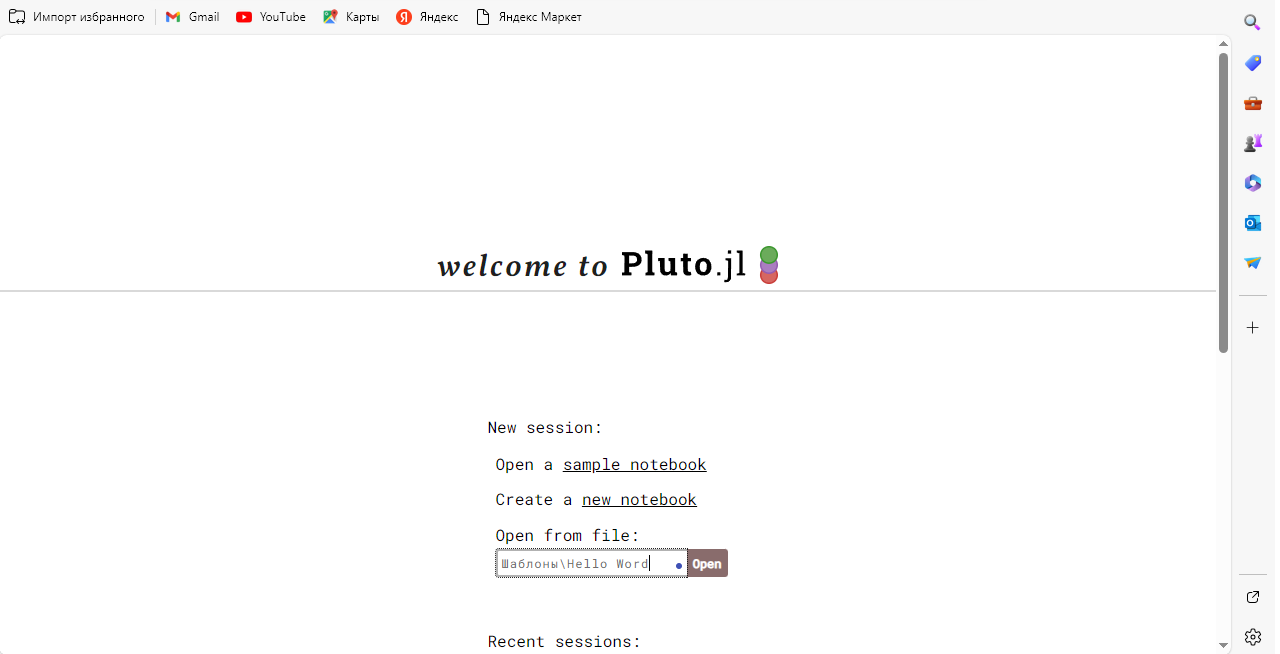 Импорт избранного Gmail YouTube Карты Яндекс Яндекс Маркет
welcome to Pluto.jl
New session:
Open a sample notebook
Create a new notebook
Open from file:
Шаблоны\Hello Word Open
Recent sessions: